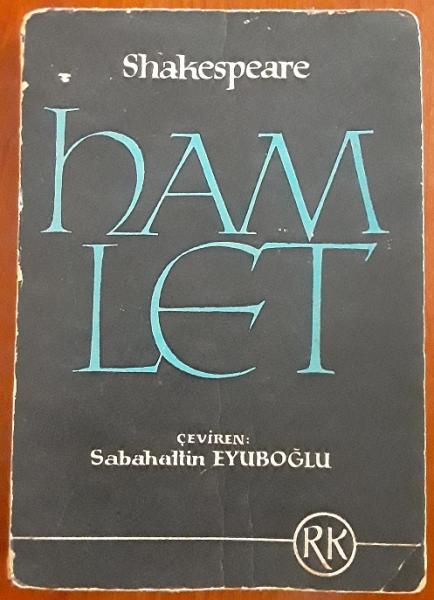 Shakespeare
HAM
LET
ÇEVİREN:
Sabahattin EYUBOĞLU
RK